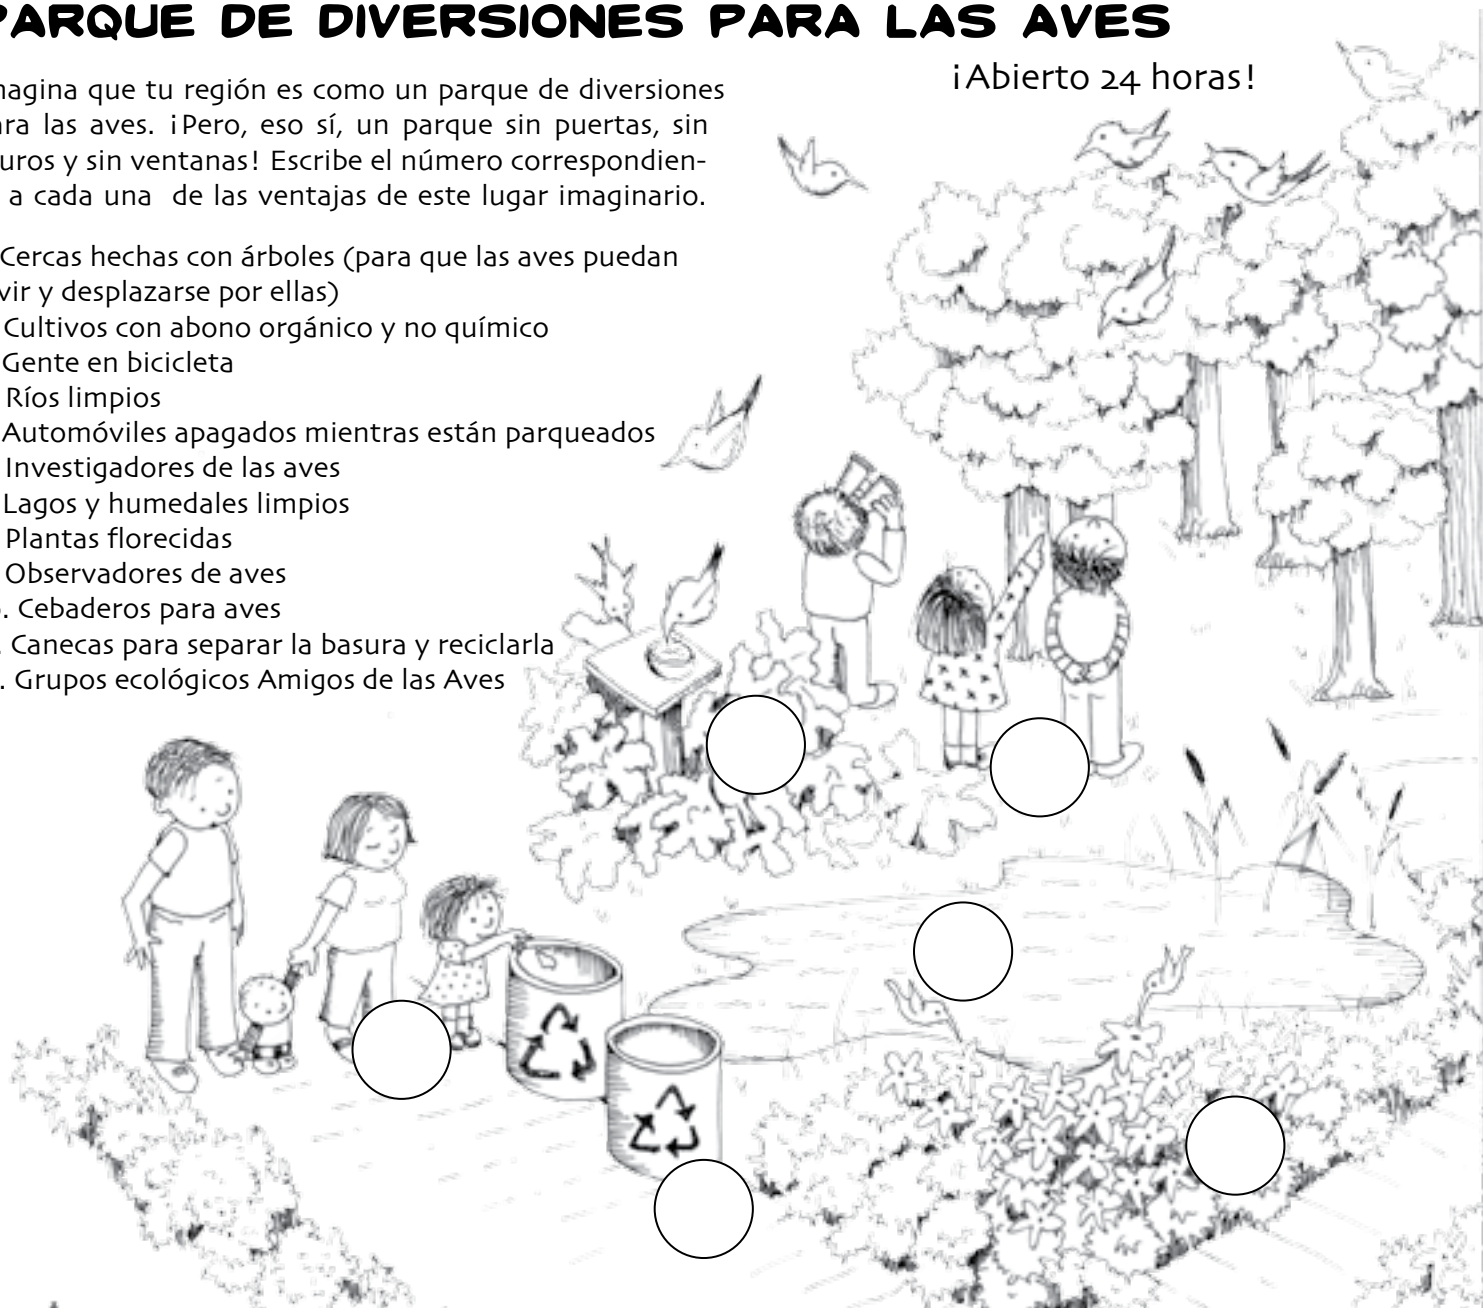 PARQUE DE DIVERSIONES PARA LAS AVES
¡Abierto 24 horas!
magina que tu región es como un parque de diversiones
ara las aves. ¡Pero, eso sí, un parque sin puertas, sin
uros y sin ventanas! Escribe el número correspondien-
a cada una de las ventajas de este lugar imaginario.
Cercas hechas con árboles (para que las aves puedan
vir y desplazarse por ellas)
Cultivos con abono orgánico y no químico
Gente en bicicleta
Ríos limpios
Automóviles apagados mientras están parqueados
Investigadores de las aves
Lagos y humedales limpios
Plantas florecidas
Observadores de aves
. Cebaderos para aves
. Canecas para separar la basura y reciclarla
. Grupos ecológicos Amigos de las Aves